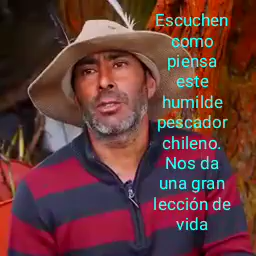 Escuchen
como
piensa
este
humilde
pescador
chileno.
Nos da
una gran
lección de
vida